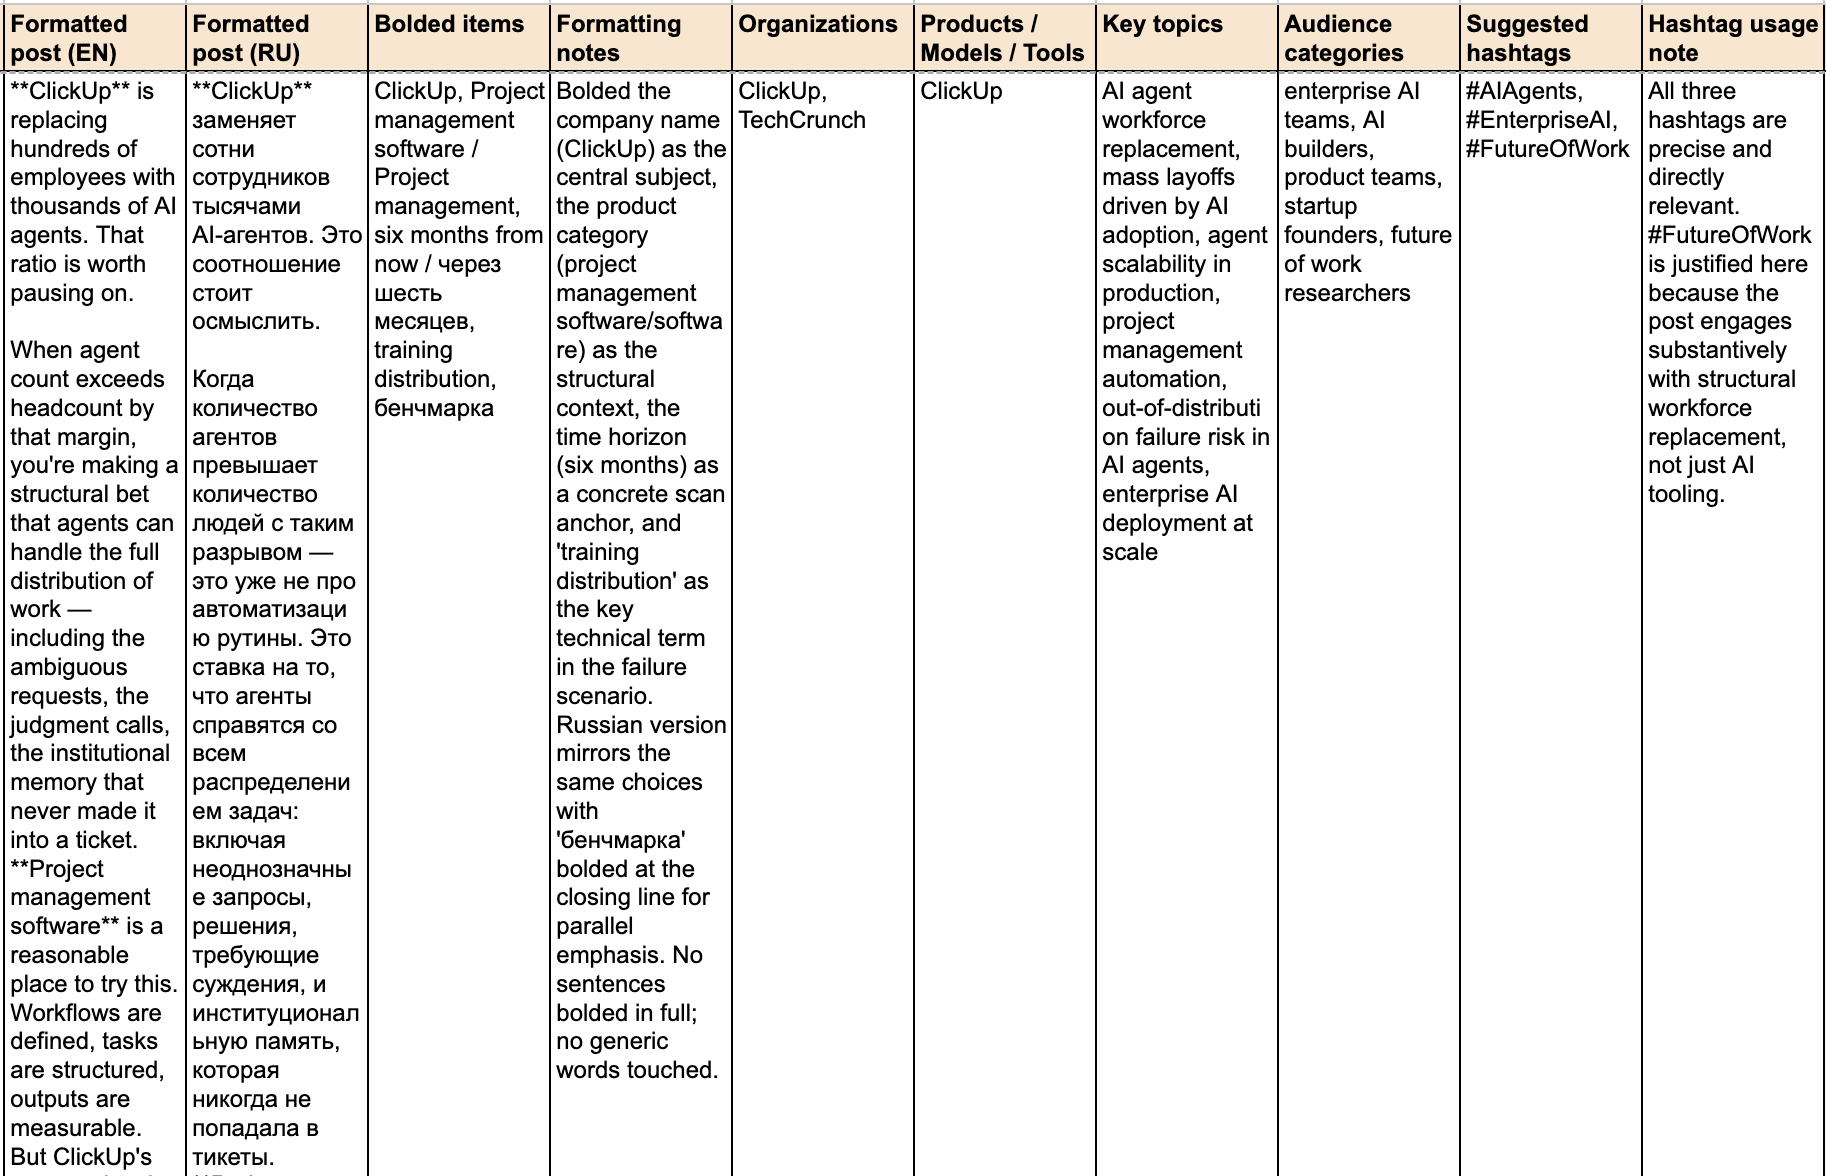 Formatted
post (EN)
Formatted
post (RU)
Bolded items
Formatting
notes
Organizations
Products /
Models / Tools
Key topics
Audience
categories
Suggested
hashtags
Hashtag usage
note
**ClickUp** is
replacing
hundreds of
employees with
thousands of AI
agents. That
ratio is worth
pausing on.
When agent
count exceeds
headcount by
that margin,
you're making a
structural bet
that agents can
handle the full
distribution of
work —
including the
ambiguous
requests, the
judgment calls,
the institutional
memory that
never made it
into a ticket.
**Project
management
software** is a
reasonable
place to try this.
Workflows are
defined, tasks
are structured,
outputs are
measurable.
But ClickUp's
**ClickUp**
заменяет
сотни
сотрудников
тысячами
AI-агентов. Это
соотношение
стоит
осмыслить.
Когда
количество
агентов
превышает
количество
людей с таким
разрывом —
это уже не про
автоматизаци
ю рутины. Это
ставка на то,
что агенты
справятся со
всем
распределени
ем задач:
включая
неоднозначны
е запросы,
решения,
требующие
суждения, и
институционал
ьную память,
которая
никогда не
попадала в
тикеты.
ClickUp, Project
management
software /
Project
management,
six months from
now / через
шесть
месяцев,
training
distribution,
бенчмарка
Bolded the
company name
(ClickUp) as the
central subject,
the product
category
(project
management
software/softwa
re) as the
structural
context, the
time horizon
(six months) as
a concrete scan
anchor, and
'training
distribution' as
the key
technical term
in the failure
scenario.
Russian version
mirrors the
same choices
with
'бенчмарка'
bolded at the
closing line for
parallel
emphasis. No
sentences
bolded in full;
no generic
words touched.
ClickUp,
TechCrunch
ClickUp
AI agent
workforce
replacement,
mass layoffs
driven by AI
adoption, agent
scalability in
production,
project
management
automation,
out-of-distributi
on failure risk in
AI agents,
enterprise AI
deployment at
scale
enterprise AI
teams, AI
builders,
product teams,
startup
founders, future
of work
researchers
#AIAgents,
#EnterpriseAI,
#FutureOfWork
All three
hashtags are
precise and
directly
relevant.
#FutureOfWork
is justified here
because the
post engages
substantively
with structural
workforce
replacement,
not just AI
tooling.